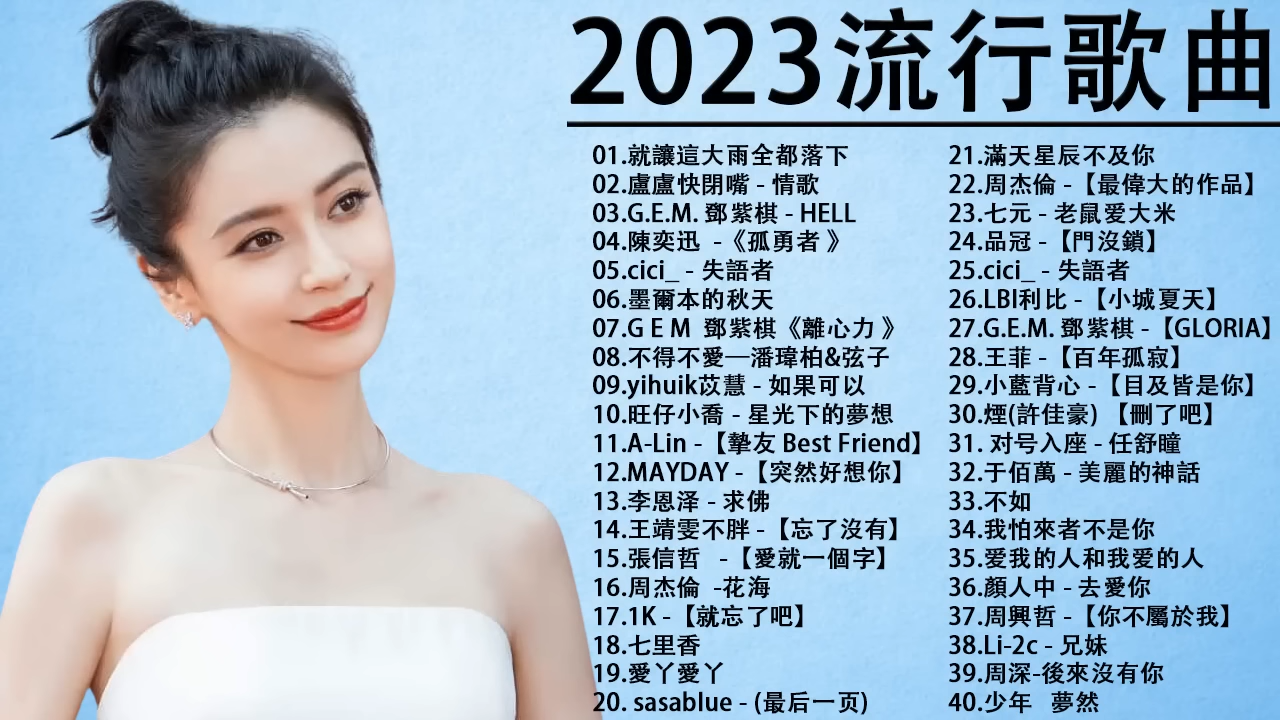 2023流行歌曲
01.就讓這大雨全都落下
02.盧盧快閉嘴 - 情歌
03.G.E.M. 鄧紫棋 - HELL
04.陳奕迅 -《孤勇者 》
05.cici_ - 失語者
06.墨爾本的秋天
07.G E M 鄧紫棋《離心力 》
08.不得不愛─潘瑋柏&弦子
09.yihuik苡慧 - 如果可以
10.旺仔小喬 - 星光下的夢想
11.A-Lin -【摯友 Best Friend】
12.MAYDAY -【突然好想你】
13.李恩泽 - 求佛
14.王靖雯不胖 -【忘了沒有】
15.張信哲 -【愛就一個字】
16.周杰倫 -花海
17.1K -【就忘了吧】
18.七里香
19.愛丫愛丫
20. sasablue - (最后一页)
21.滿天星辰不及你
22.周杰倫 -【最偉大的作品】
23.七元 - 老鼠愛大米
24.品冠 -【門沒鎖】
25.cici_ - 失語者
26.LBI利比 -【小城夏天】
27.G.E.M. 鄧紫棋 -【GLORIA】
28.王菲 -【百年孤寂】
29.小藍背心 -【目及皆是你】
30.煙(許佳豪) 【刪了吧】
31. 对号入座 - 任舒瞳
32.于佰萬 - 美麗的神話
33.不如
34.我怕來者不是你
35.爱我的人和我爱的人
36.顏人中 - 去愛你
37.周興哲 -【你不屬於我】
38.Li-2c - 兄妹
39.周深-後來沒有你
40.少年 夢然